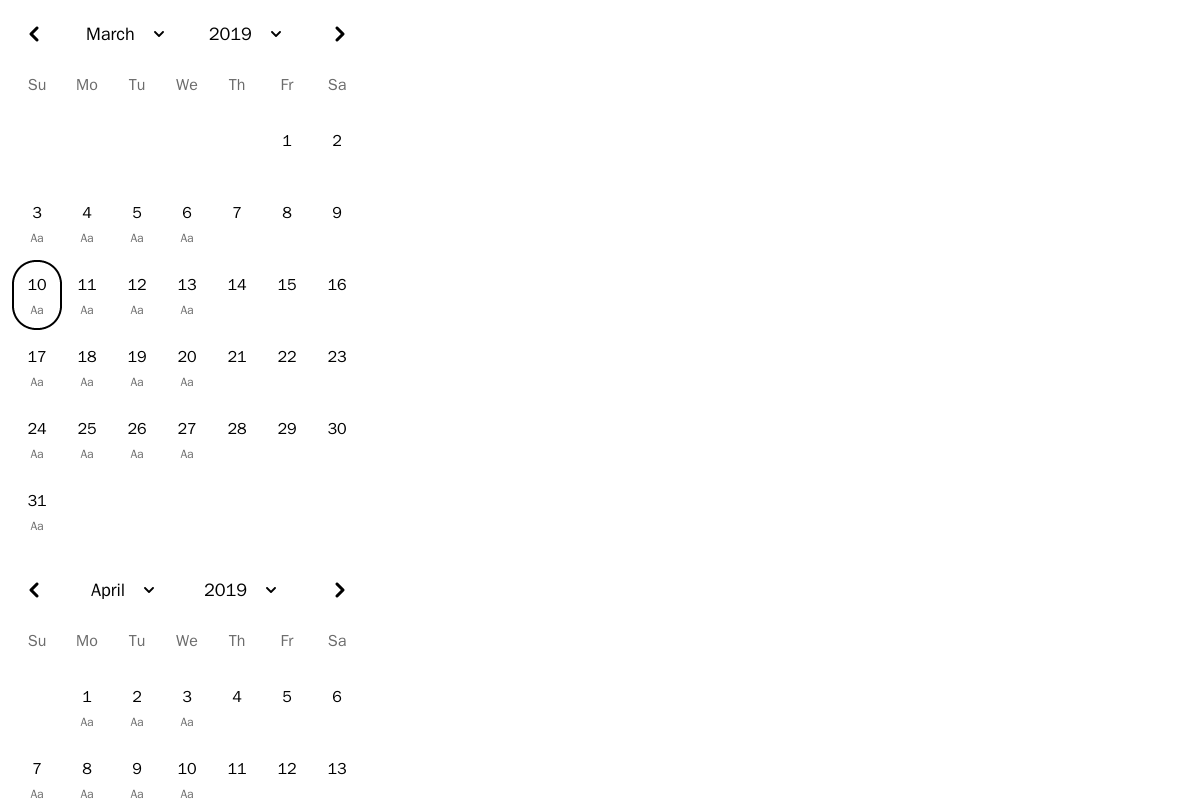 March 2019
Su Mo Tu We Th Fr Sa
1 2
3 4 5 6 7 8 9
Aa Aa Aa Aa
10 11 12 13 14 15 16
Aa Aa Aa Aa
17 18 19 20 21 22 23
Aa Aa Aa Aa
24 25 26 27 28 29 30
Aa Aa Aa Aa
31
Aa
April 2019
Su Mo Tu We Th Fr Sa
1 2 3 4 5 6
Aa Aa Aa
7 8 9 10 11 12 13
Aa Aa Aa Aa